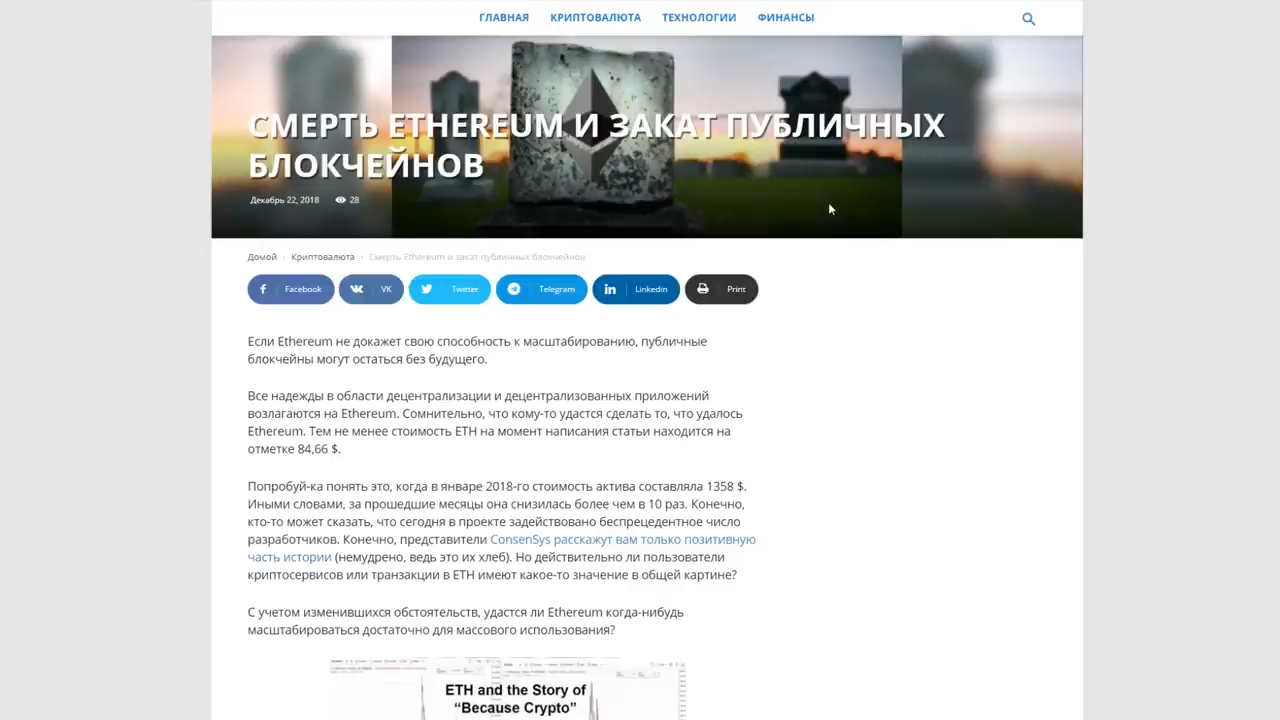 ГЛАВНАЯ КРИПТОВАЛЮТА ТЕХНОЛОГИИ ФИНАНСЫ
СМЕРТЬ ETHEREUM И ЗАКАТ ПУБЛИЧНЫХ
БЛОКЧЕЙНОВ
Декабрь 22, 2018 28
Домой › Криптовалюта › Смерть Ethereum и закат публичных блокчейнов
Facebook VK Twitter Telegram Linkedin Print
Если Ethereum не докажет свою способность к масштабированию, публичные
блокчейны могут остаться без будущего.
Все надежды в области децентрализации и децентрализованных приложений
возлагаются на Ethereum. Сомнительно, что кому-то удастся сделать то, что удалось
Ethereum. Тем не менее стоимость ETH на момент написания статьи находится на
отметке 84,66 $.
Попробуй-ка понять это, когда в январе 2018-го стоимость актива составляла 1358 $.
Иными словами, за прошедшие месяцы она снизилась более чем в 10 раз. Конечно,
кто-то может сказать, что сегодня в проекте задействовано беспрецедентное число
разработчиков. Конечно, представители ConsenSys расскажут вам только позитивную
часть истории (немудрено, ведь это их хлеб). Но действительно ли пользователи
криптосервисов или транзакции в ETH имеют какое-то значение в общей картине?
С учетом изменившихся обстоятельств, удастся ли Ethereum когда-нибудь
масштабироваться достаточно для массового использования?
ETH and the Story of
“Because Crypto”